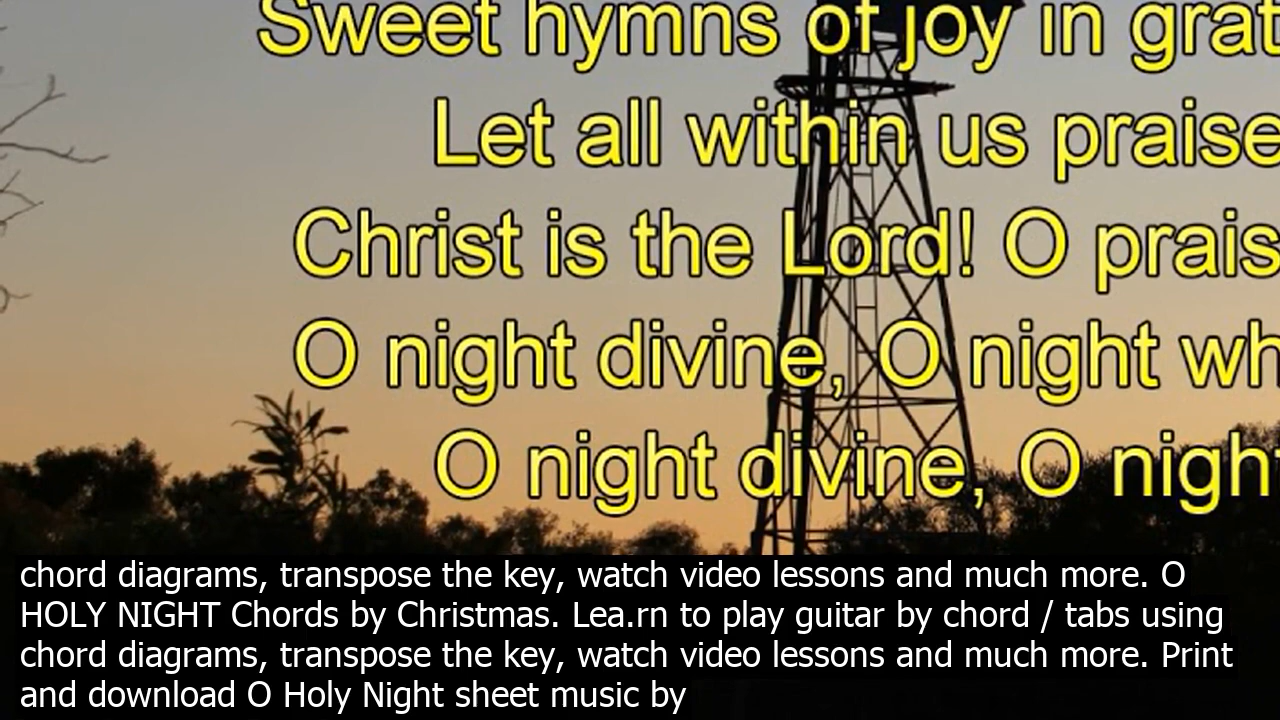 Sweet hymns of joy in grat
Let all within us praise
Christ is the Lord! O prais
O night divine, O night wh
O night divine, O night
chord diagrams, transpose the key, watch video lessons and much more. O
HOLY NIGHT Chords by Christmas. Lea.rn to play guitar by chord / tabs using
chord diagrams, transpose the key, watch video lessons and much more. Print
and download O Holy Night sheet music by